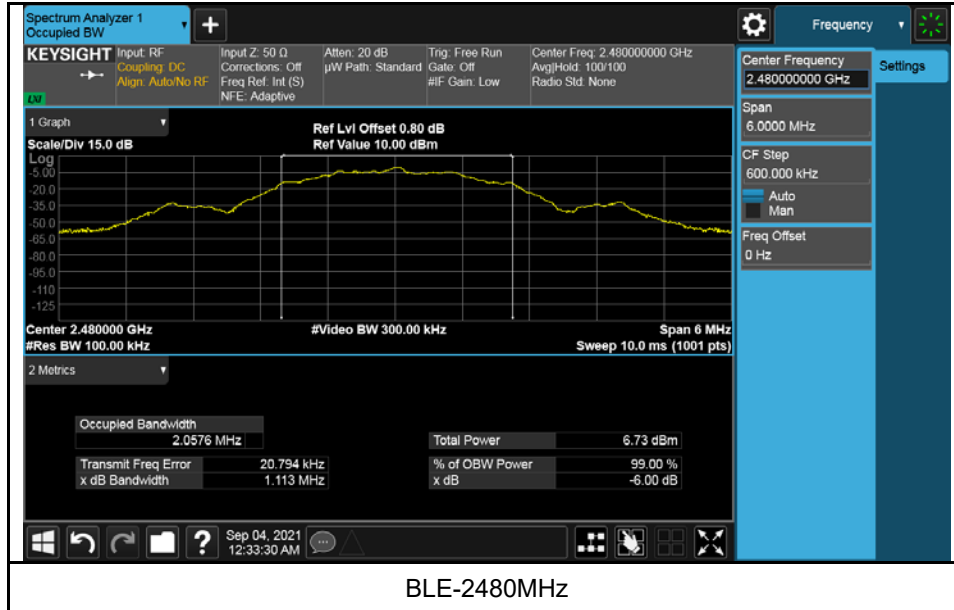 Spectrum Analyzer 1
Occupied BW
+
Frequency
KEYSIGHT
LXI
Input: RF
Coupling: DC
Align: Auto/No RF
Input Z: 50 Ω
Corrections: Off
Freq Ref: Int (S)
NFE: Adaptive
Atten: 20 dB
µW Path: Standard
Trig: Free Run
Gate: Off
#IF Gain: Low
Center Freq: 2.480000000 GHz
Avg|Hold: 100/100
Radio Std: None
Center Frequency
2.480000000 GHz
Settings
Span
6.0000 MHz
CF Step
600.000 kHz
Auto
Man
Freq Offset
0 Hz
1 Graph
Scale/Div 15.0 dB
Ref Lvl Offset 0.80 dB
Ref Value 10.00 dBm
Log
-5.00
-20.0
-35.0
-50.0
-65.0
-80.0
-95.0
-110
-125
Center 2.480000 GHz
#Res BW 100.00 kHz
#Video BW 300.00 kHz
Span 6 MHz
Sweep 10.0 ms (1001 pts)
2 Metrics
Occupied Bandwidth
2.0576 MHz
Total Power 6.73 dBm
Transmit Freq Error 20.794 kHz
% of OBW Power 99.00 %
x dB Bandwidth 1.113 MHz
x dB -6.00 dB
?
Sep 04, 2021
12:33:30 AM
BLE-2480MHz